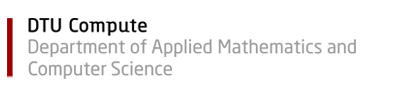 DTU Compute
Department of Applied Mathematics and
Computer Science